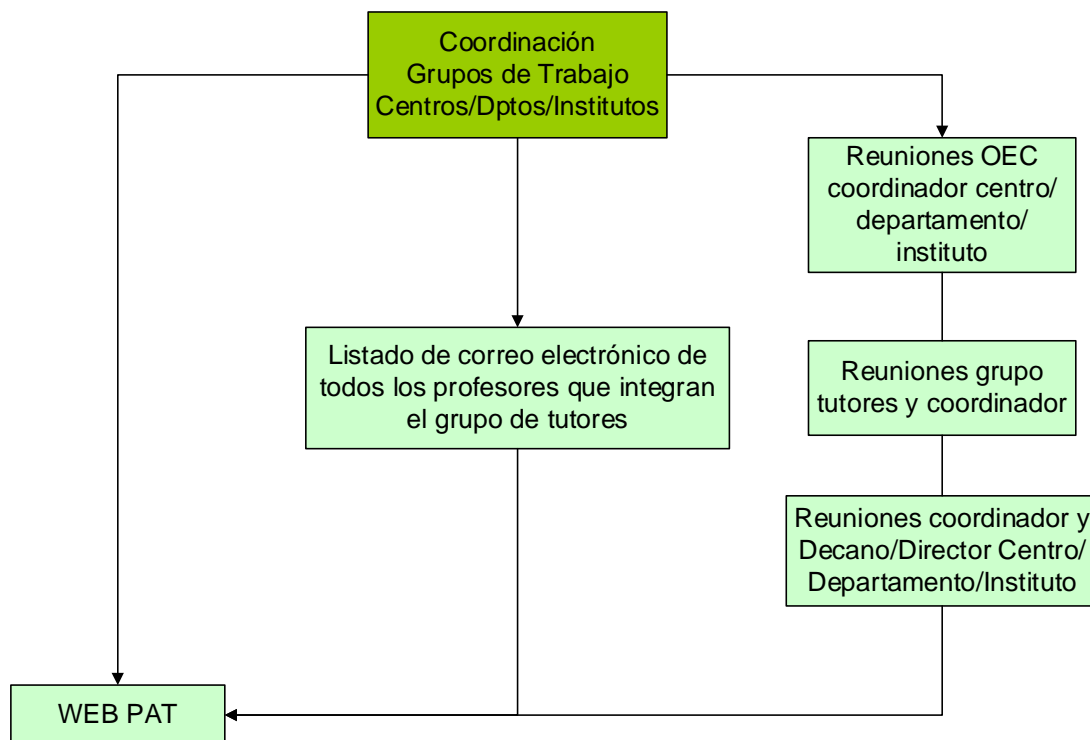 Coordinación
Grupos de Trabajo
Centros/Dptos/Institutos
Reuniones OEC
coordinador centro/
departamento/
instituto
Listado de correo electrónico de
todos los profesores que integran
el grupo de tutores
Reuniones grupo
tutores y coordinador
Reuniones coordinador y
Decano/Director Centro/
Departamento/Instituto
WEB PAT